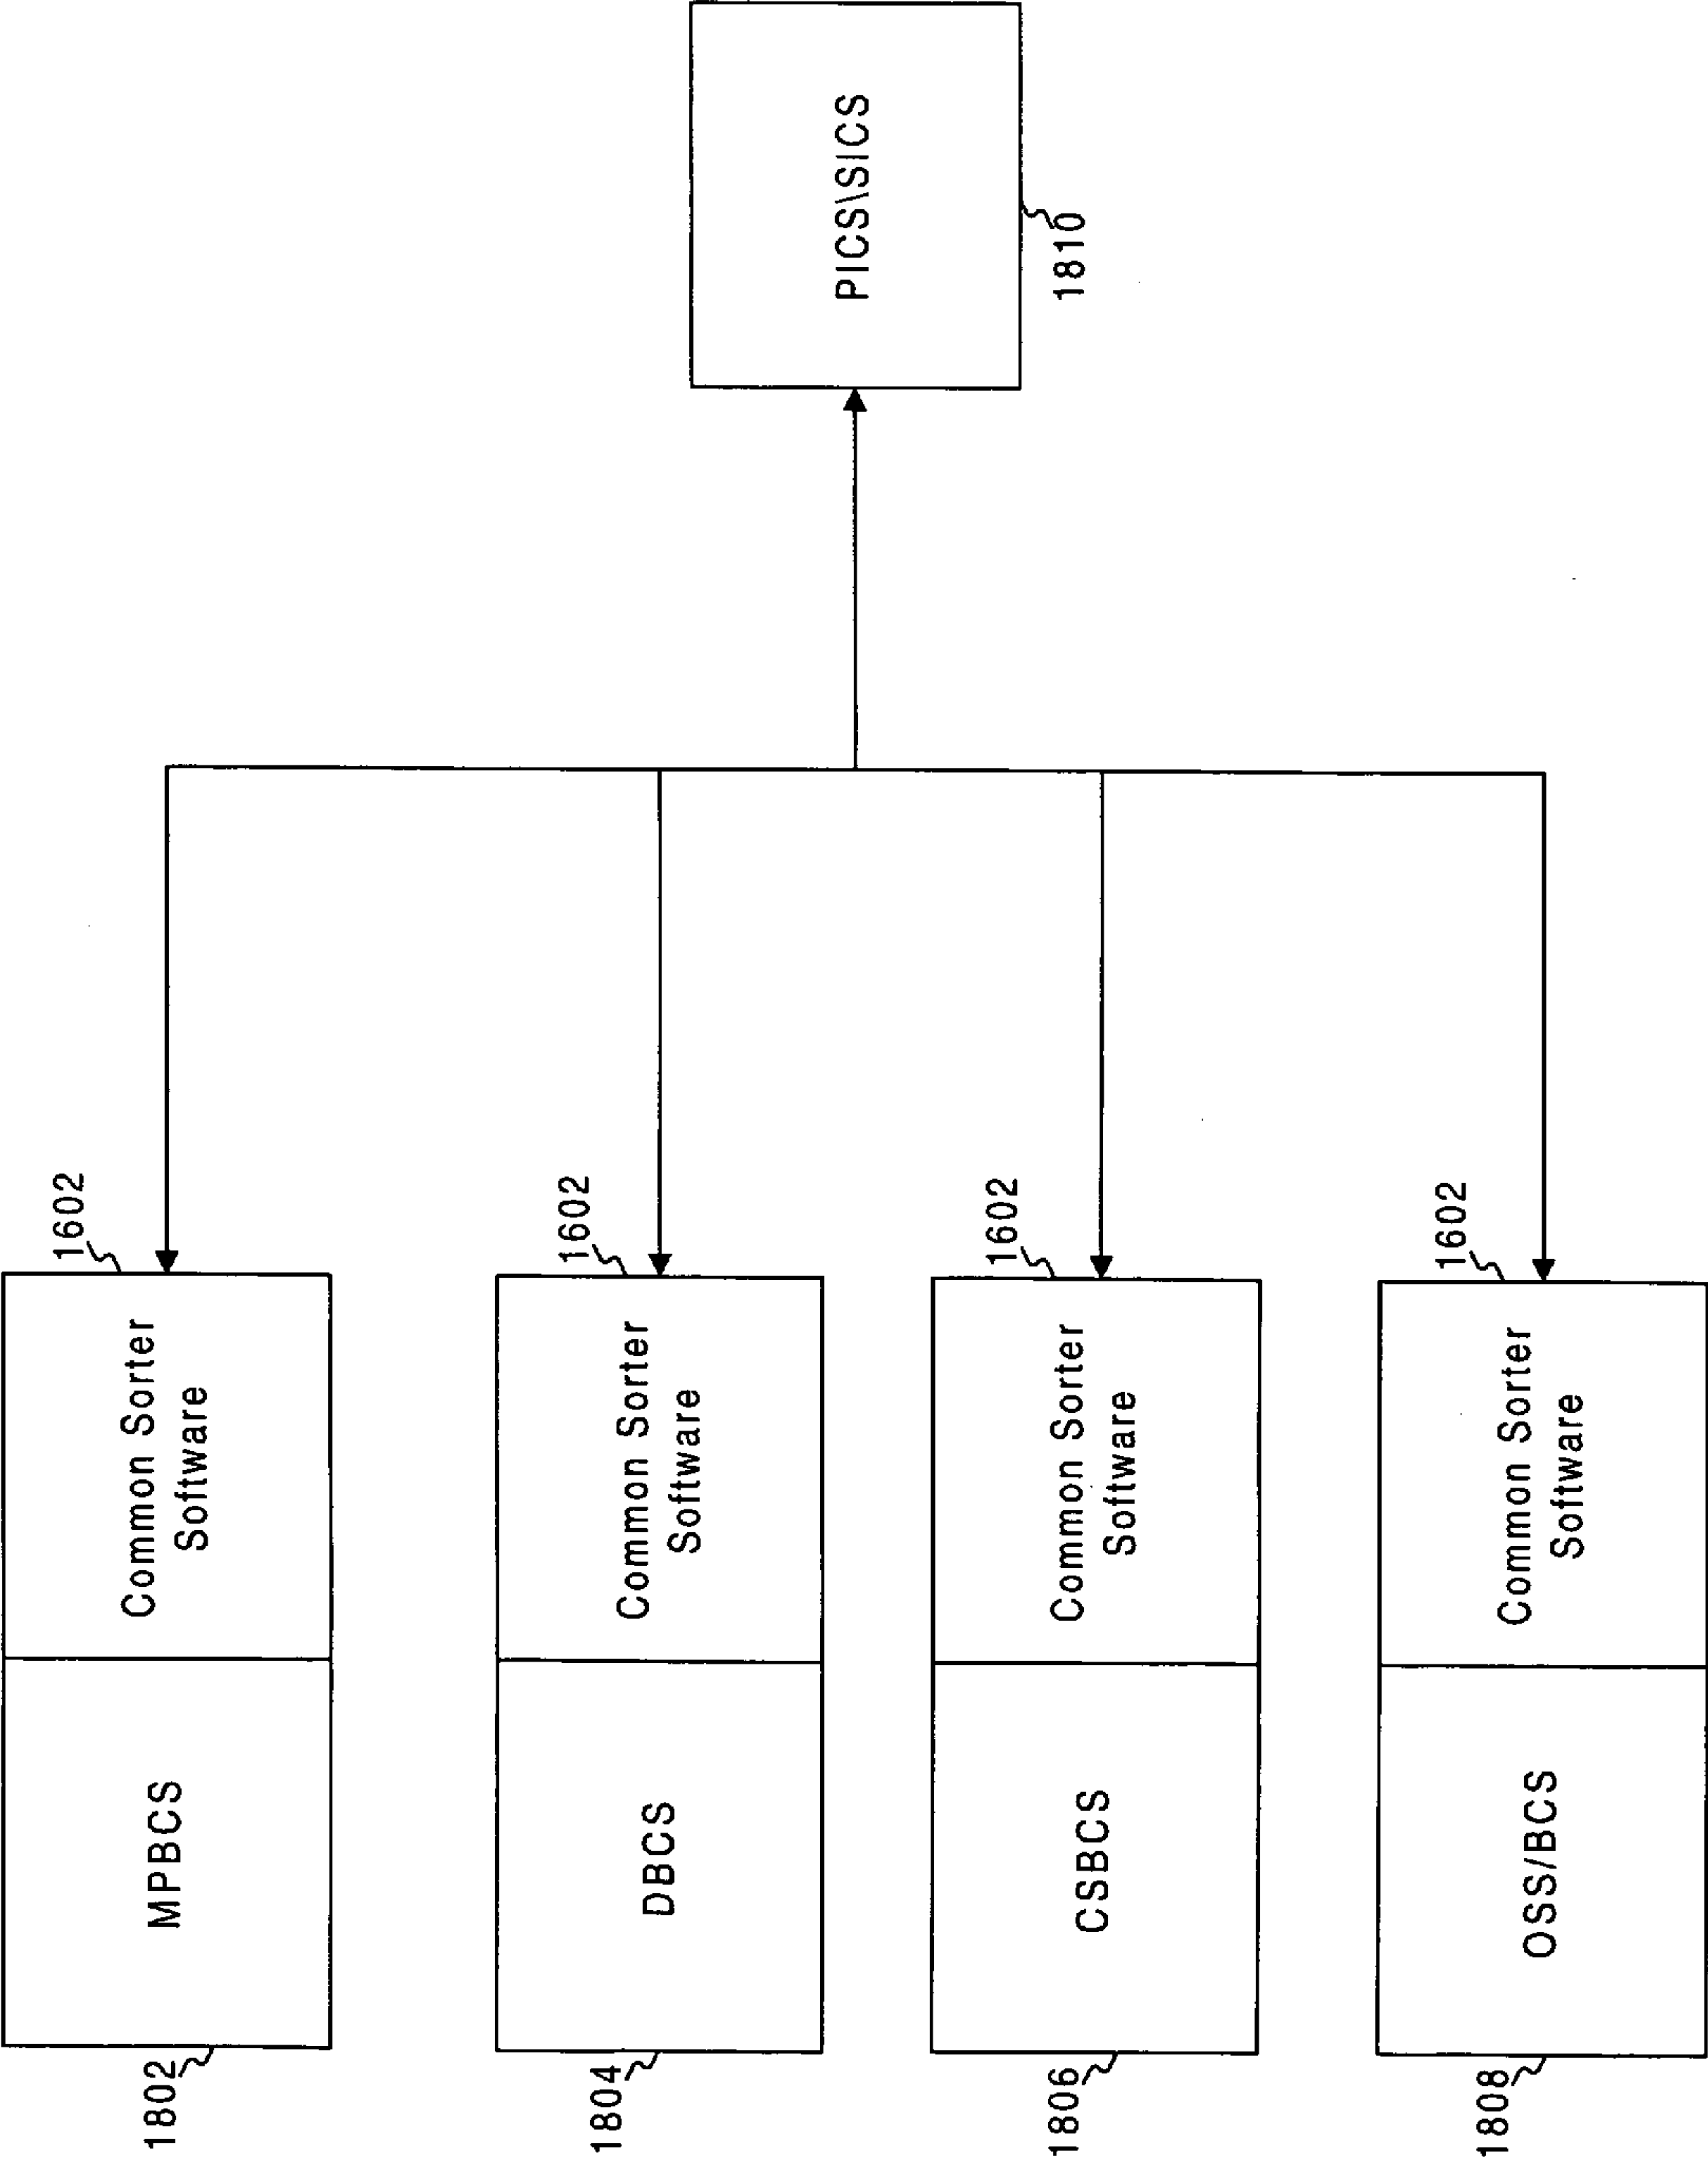 1802
MPBCS
Common Sorter
Software
1602
1804
DBCS
Common Sorter
Software
1602
1806
CSBCS
Common Sorter
Software
1602
1808
OSS/BCS
Common Sorter
Software
1602
PICS\SICS
1810